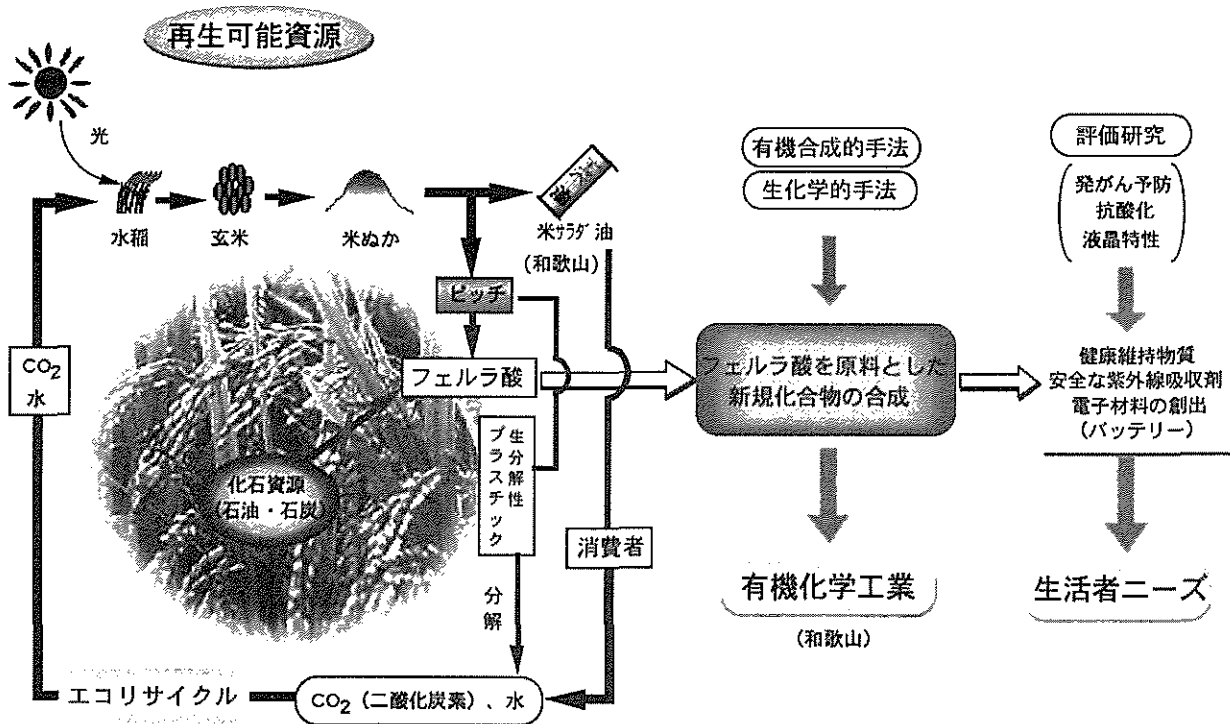 再生可能資源
光
水稲
玄米
米ぬか
米サラダ油
(和歌山)
ピッチ
フェルラ酸
生分解性
プラスチック
化石資源
(石油・石炭)
CO2
水
消費者
分解
エコリサイクル
CO2(二酸化炭素)、水
有機合成的手法
生化学的手法
フェルラ酸を原料とした
新規化合物の合成
有機化学工業
(和歌山)
評価研究
発がん予防
抗酸化
液晶特性
健康維持物質
安全な紫外線吸収剤
電子材料の創出
(バッテリー)
生活者ニーズ